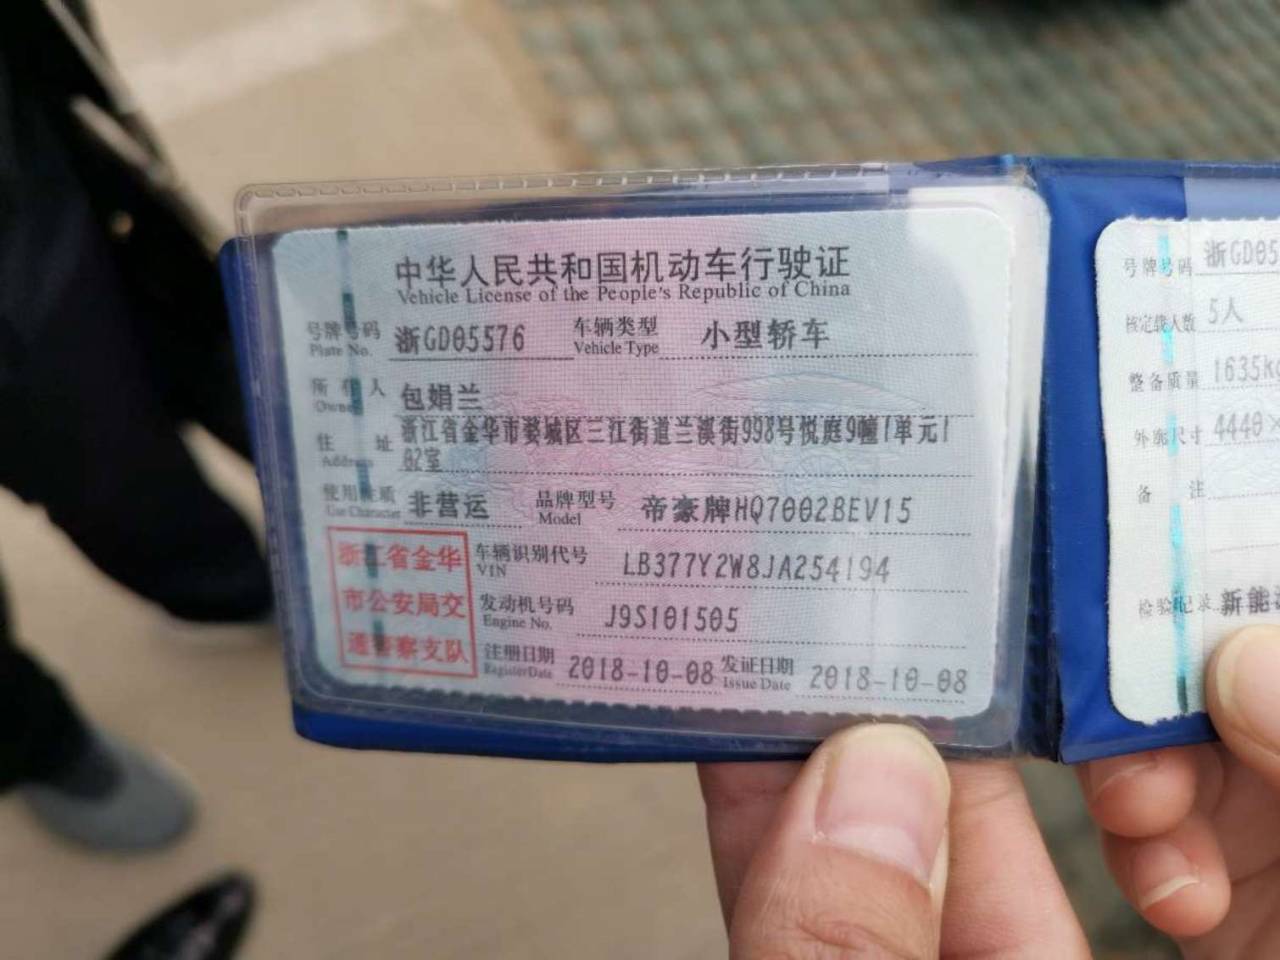 中华人民共和国机动车行驶证
Vehicle License of the People's Republic of China
号牌号码 浙GD05576 车辆类型 小型轿车
Plate No. Vehicle Type
所有人 包娟兰
Owner
住址 浙江省金华市婺城区三江街道兰溪街998号悦庭9幢1单元1
Address 02室
使用性质 非营运 品牌型号 帝豪牌HQ7002BEV15
Use Character Model
浙江省金华
市公安局交
通警察支队
车辆识别代号 LB377Y2W8JA254194
VIN
发动机号码 J9S101505
Engine No.
注册日期 2018-10-08 发证日期 2018-10-08
Register Date Issue Date
号牌号码 浙GD05
核定载人数 5人
整备质量 1635kg
外廓尺寸 4440×
备注
检验记录 新能